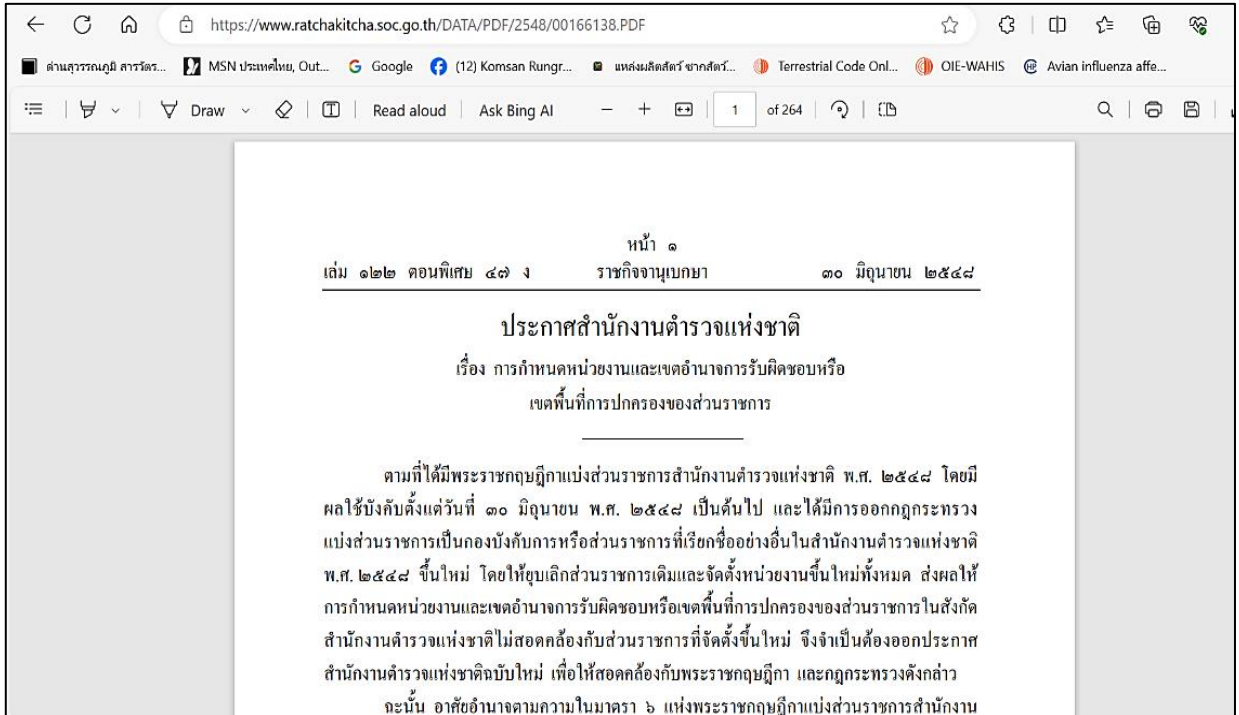 https://www.ratchakitcha.soc.go.th/DATA/PDF/2548/00166138.PDF
ด่านสุวรรณภูมิ สารวัตร... MSN ประเทศไทย, Out... Google (12) Komsan Rungr... แหล่งผลิตสัตว์ ซากสัตว์... Terrestrial Code Onl... OIE-WAHIS Avian influenza affe...
Draw Read aloud Ask Bing AI 1 of 264
หน้า ๑
เล่ม ๑๒๒ ตอนพิเศษ ๔๗ ง ราชกิจจานุเบกษา ๓๐ มิถุนายน ๒๕๔๘
ประกาศสำนักงานตำรวจแห่งชาติ
เรื่อง การกำหนดหน่วยงานและเขตอำนาจการรับผิดชอบหรือ
เขตพื้นที่การปกครองของส่วนราชการ
ตามที่ได้มีพระราชกฤษฎีกาแบ่งส่วนราชการสำนักงานตำรวจแห่งชาติ พ.ศ. ๒๕๔๘ โดยมี
ผลใช้บังคับตั้งแต่วันที่ ๓๐ มิถุนายน พ.ศ. ๒๕๔๘ เป็นต้นไป และได้มีการออกกฎกระทรวง
แบ่งส่วนราชการเป็นกองบังคับการหรือส่วนราชการที่เรียกชื่ออย่างอื่นในสำนักงานตำรวจแห่งชาติ
พ.ศ. ๒๕๔๘ ขึ้นใหม่ โดยให้ยุบเลิกส่วนราชการเดิมและจัดตั้งหน่วยงานขึ้นใหม่ทั้งหมด ส่งผลให้
การกำหนดหน่วยงานและเขตอำนาจการรับผิดชอบหรือเขตพื้นที่การปกครองของส่วนราชการในสังกัด
สำนักงานตำรวจแห่งชาติไม่สอดคล้องกับส่วนราชการที่จัดตั้งขึ้นใหม่ จึงจำเป็นต้องออกประกาศ
สำนักงานตำรวจแห่งชาติฉบับใหม่ เพื่อให้สอดคล้องกับพระราชกฤษฎีกา และกฎกระทรวงดังกล่าว
ฉะนั้น อาศัยอำนาจตามความในมาตรา ๖ แห่งพระราชกฤษฎีกาแบ่งส่วนราชการสำนักงาน